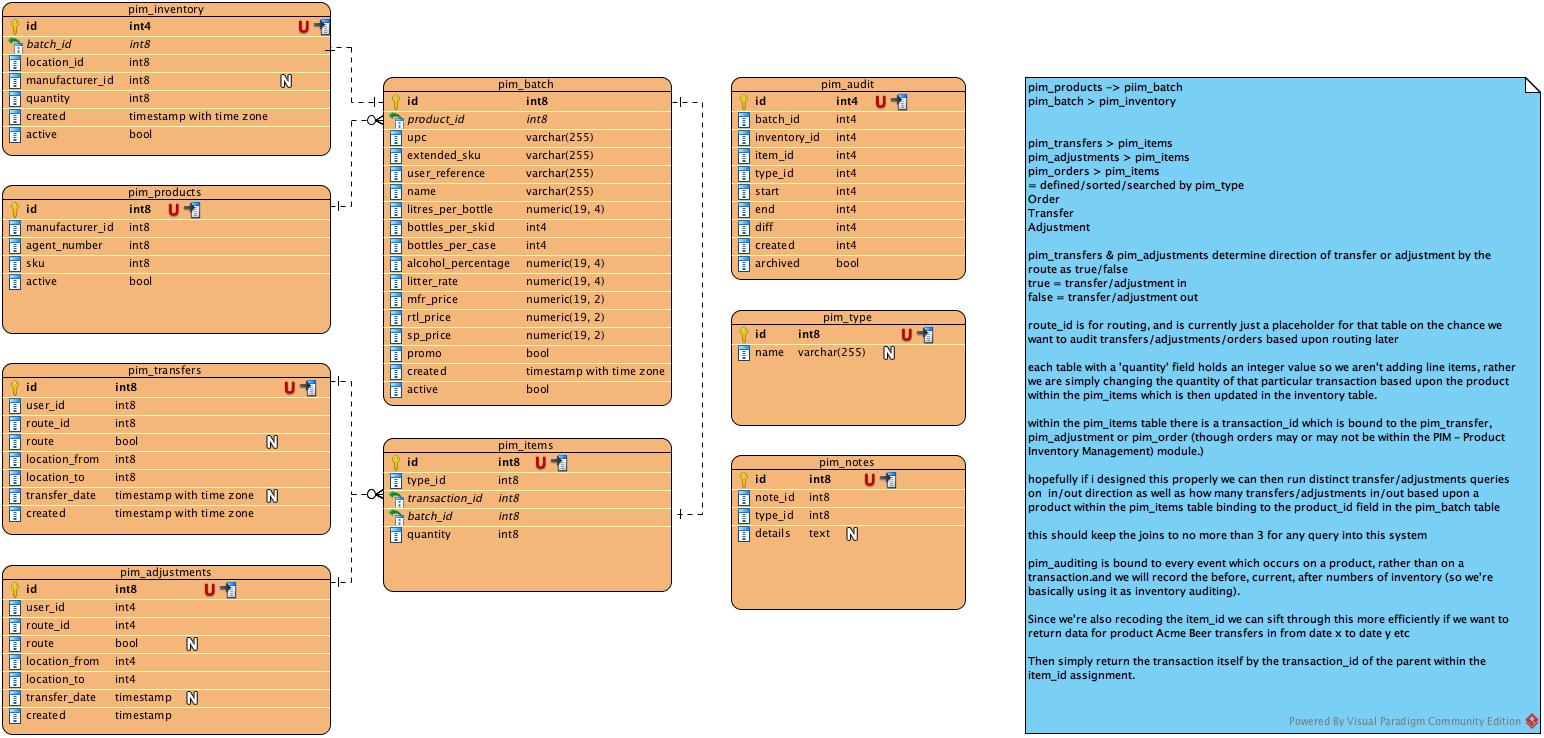 pim_inventory
id int4 U
batch_id int8
location_id int8
manufacturer_id int8 N
quantity int8
created timestamp with time zone
active bool
pim_products
id int8 U
manufacturer_id int8
agent_number int8
sku int8
active bool
pim_transfers
id int8 U
user_id int8
route_id int8
route bool N
location_from int8
location_to int8
transfer_date timestamp with time zone N
created timestamp with time zone
pim_adjustments
id int8 U
user_id int4
route_id int4
route bool N
location_from int4
location_to int4
transfer_date timestamp N
created timestamp
pim_batch
id int8
product_id int8
upc varchar(255)
extended_sku varchar(255)
user_reference varchar(255)
name varchar(255)
litres_per_bottle numeric(19, 4)
bottles_per_skid int4
bottles_per_case int4
alcohol_percentage numeric(19, 4)
litter_rate numeric(19, 4)
mfr_price numeric(19, 2)
rtl_price numeric(19, 2)
sp_price numeric(19, 2)
promo bool
created timestamp with time zone
active bool
pim_items
id int8 U
type_id int8
transaction_id int8
batch_id int8
quantity int8
pim_audit
id int4 U
batch_id int4
inventory_id int4
item_id int4
type_id int4
start int4
end int4
diff int4
created int4
archived bool
pim_type
id int8 U
name varchar(255) N
pim_notes
id int8 U
note_id int8
type_id int8
details text N
pim_products -> piim_batch
pim_batch > pim_inventory
pim_transfers > pim_items
pim_adjustments > pim_items
pim_orders > pim_items
= defined/sorted/searched by pim_type
Order
Transfer
Adjustment
pim_transfers & pim_adjustments determine direction of transfer or adjustment by the
route as true/false
true = transfer/adjustment in
false = transfer/adjustment out
route_id is for routing, and is currently just a placeholder for that table on the chance we
want to audit transfers/adjustments/orders based upon routing later
each table with a 'quantity' field holds an integer value so we aren't adding line items, rather
we are simply changing the quantity of that particular transaction based upon the product
within the pim_items which is then updated in the inventory table.
within the pim_items table there is a transaction_id which is bound to the pim_transfer,
pim_adjustment or pim_order (though orders may or may not be within the PIM - Product
Inventory Management) module.)
hopefully if i designed this properly we can then run distinct transfer/adjustments queries
on in/out direction as well as how many transfers/adjustments in/out based upon a
product within the pim_items table binding to the product_id field in the pim_batch table
this should keep the joins to no more than 3 for any query into this system
pim_auditing is bound to every event which occurs on a product, rather than on a
transaction.and we will record the before, current, after numbers of inventory (so we're
basically using it as inventory auditing).
Since we're also recoding the item_id we can sift through this more efficiently if we want to
return data for product Acme Beer transfers in from date x to date y etc
Then simply return the transaction itself by the transaction_id of the parent within the
item_id assignment.
Powered By Visual Paradigm Community Edition